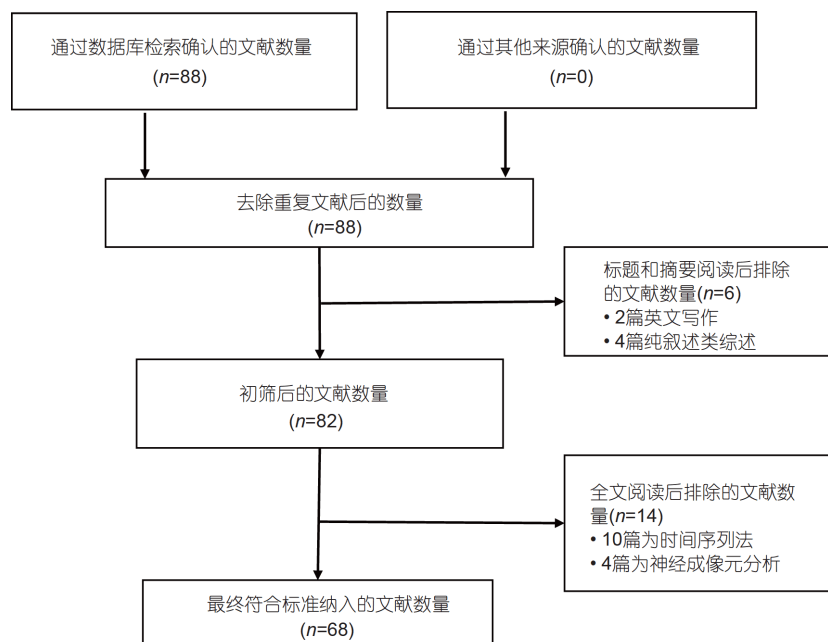 通过数据库检索确认的文献数量
(n=88)
通过其他来源确认的文献数量
(n=0)
去除重复文献后的数量
(n=88)
标题和摘要阅读后排除
的文献数量(n=6)
• 2篇英文写作
• 4篇纯叙述类综述
初筛后的文献数量
(n=82)
全文阅读后排除的文献数
量(n=14)
• 10篇为时间序列法
• 4篇为神经成像元分析
最终符合标准纳入的文献数量
(n=68)